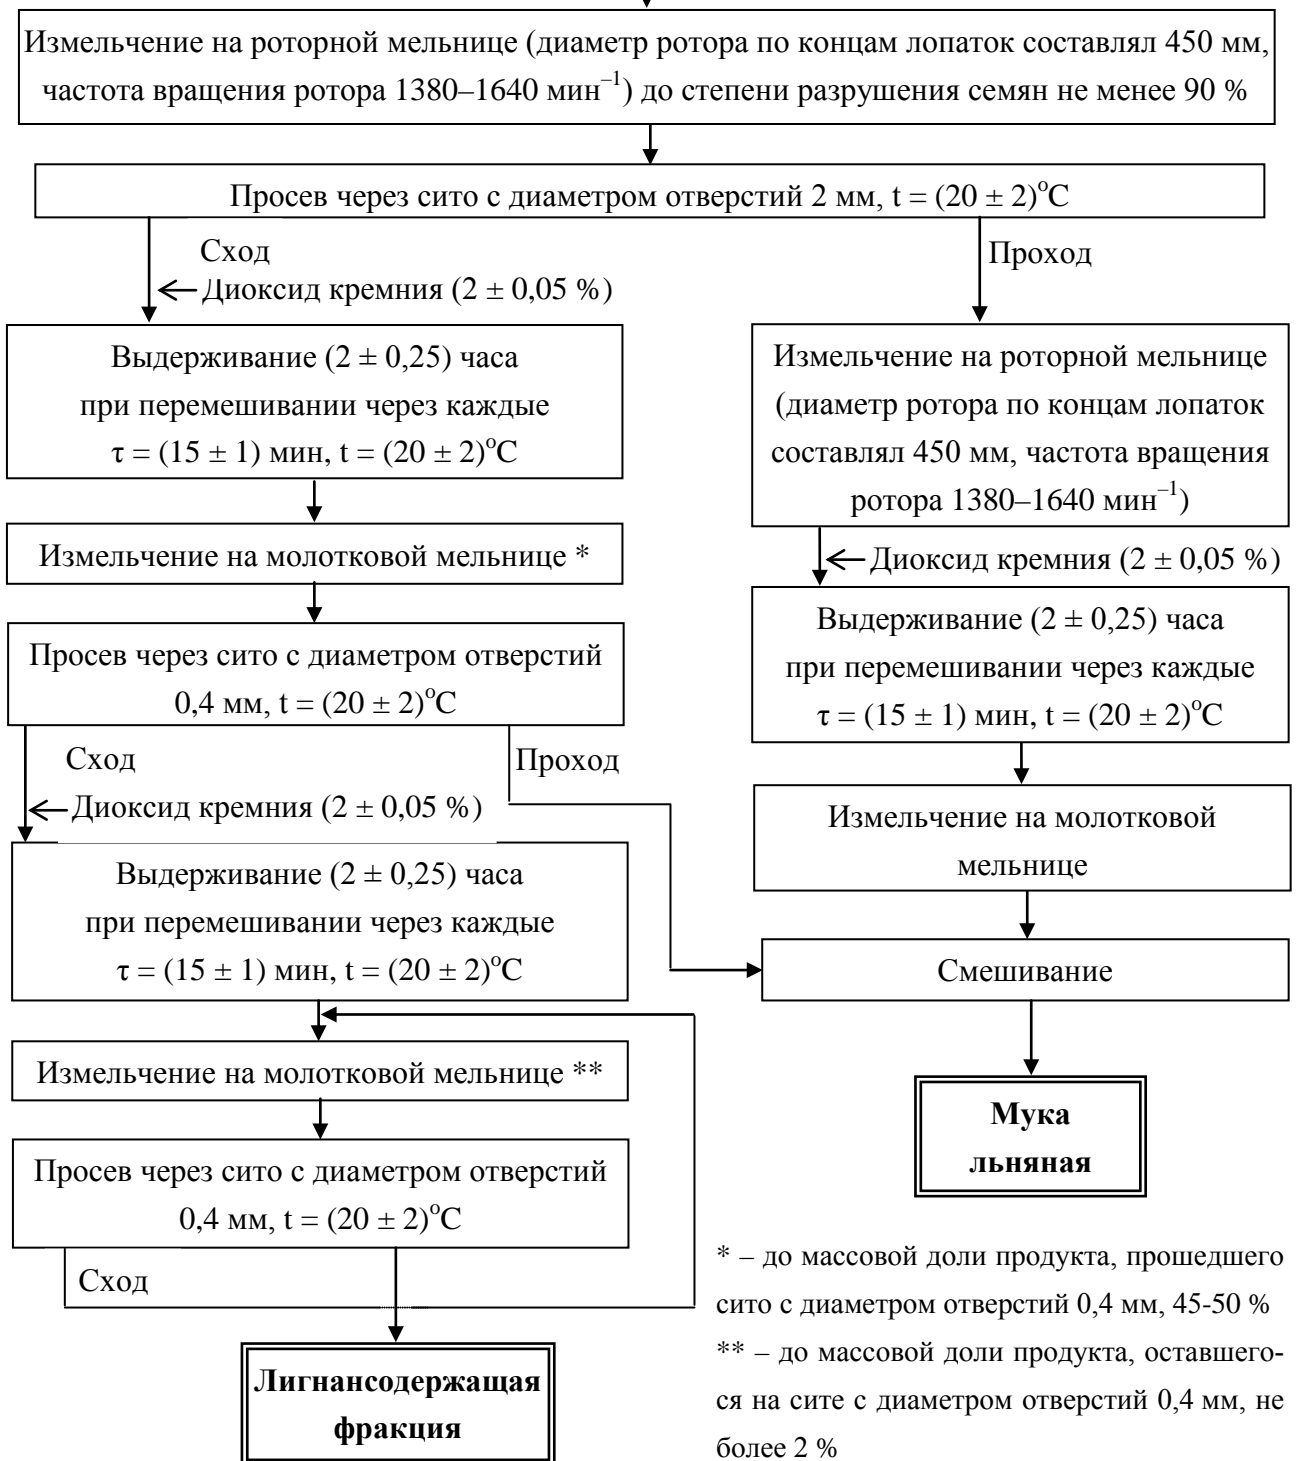 Измельчение на роторной мельнице (диаметр ротора по концам лопаток составлял 450 мм,
частота вращения ротора 1380–1640 мин⁻¹) до степени разрушения семян не менее 90 %
Просев через сито с диаметром отверстий 2 мм, t = (20 ± 2)°C
Сход
Диоксид кремния (2 ± 0,05 %)
Выдерживание (2 ± 0,25) часа
при перемешивании через каждые
τ = (15 ± 1) мин, t = (20 ± 2)°C
Измельчение на молотковой мельнице *
Просев через сито с диаметром отверстий
0,4 мм, t = (20 ± 2)°C
Сход
Проход
Диоксид кремния (2 ± 0,05 %)
Выдерживание (2 ± 0,25) часа
при перемешивании через каждые
τ = (15 ± 1) мин, t = (20 ± 2)°C
Измельчение на молотковой мельнице **
Просев через сито с диаметром отверстий
0,4 мм, t = (20 ± 2)°C
Сход
Лигнансодержащая
фракция
Проход
Измельчение на роторной мельнице
(диаметр ротора по концам лопаток
составлял 450 мм, частота вращения
ротора 1380–1640 мин⁻¹)
Диоксид кремния (2 ± 0,05 %)
Выдерживание (2 ± 0,25) часа
при перемешивании через каждые
τ = (15 ± 1) мин, t = (20 ± 2)°C
Измельчение на молотковой
мельнице
Смешивание
Мука
льняная
* – до массовой доли продукта, прошедшего
сито с диаметром отверстий 0,4 мм, 45-50 %
** – до массовой доли продукта, оставшего-
ся на сите с диаметром отверстий 0,4 мм, не
более 2 %